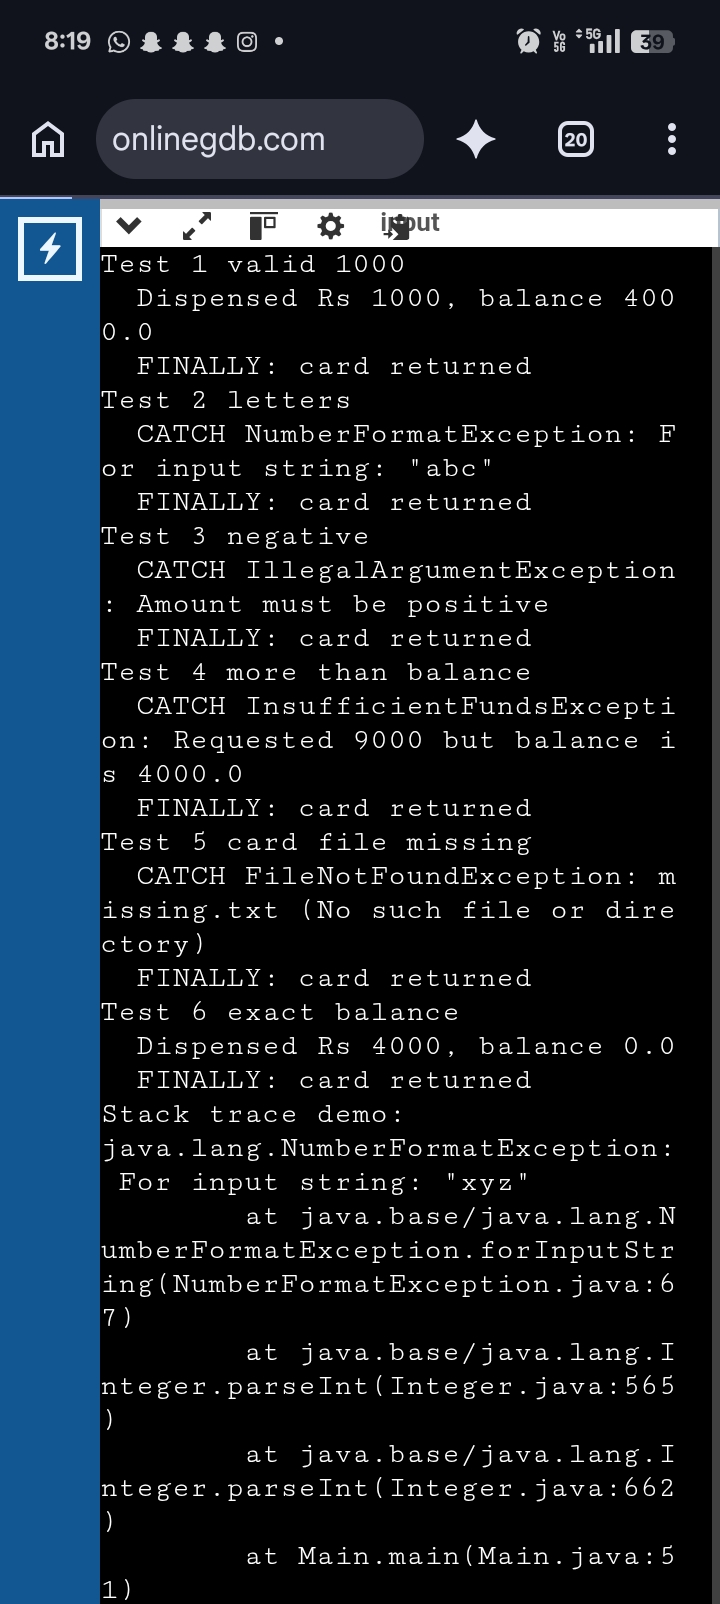 8:19
Vo 5G
5G
39
onlinegdb.com
20
input
Test 1 valid 1000
  Dispensed Rs 1000, balance 400
0.0
  FINALLY: card returned
Test 2 letters
  CATCH NumberFormatException: F
or input string: "abc"
  FINALLY: card returned
Test 3 negative
  CATCH IllegalArgumentException
: Amount must be positive
  FINALLY: card returned
Test 4 more than balance
  CATCH InsufficientFundsExcepti
on: Requested 9000 but balance i
s 4000.0
  FINALLY: card returned
Test 5 card file missing
  CATCH FileNotFoundException: m
issing.txt (No such file or dire
ctory)
  FINALLY: card returned
Test 6 exact balance
  Dispensed Rs 4000, balance 0.0
  FINALLY: card returned
Stack trace demo:
java.lang.NumberFormatException:
 For input string: "xyz"
        at java.base/java.lang.N
umberFormatException.forInputStr
ing(NumberFormatException.java:6
7)
        at java.base/java.lang.I
nteger.parseInt(Integer.java:565
)
        at java.base/java.lang.I
nteger.parseInt(Integer.java:662
)
        at Main.main(Main.java:5
1)